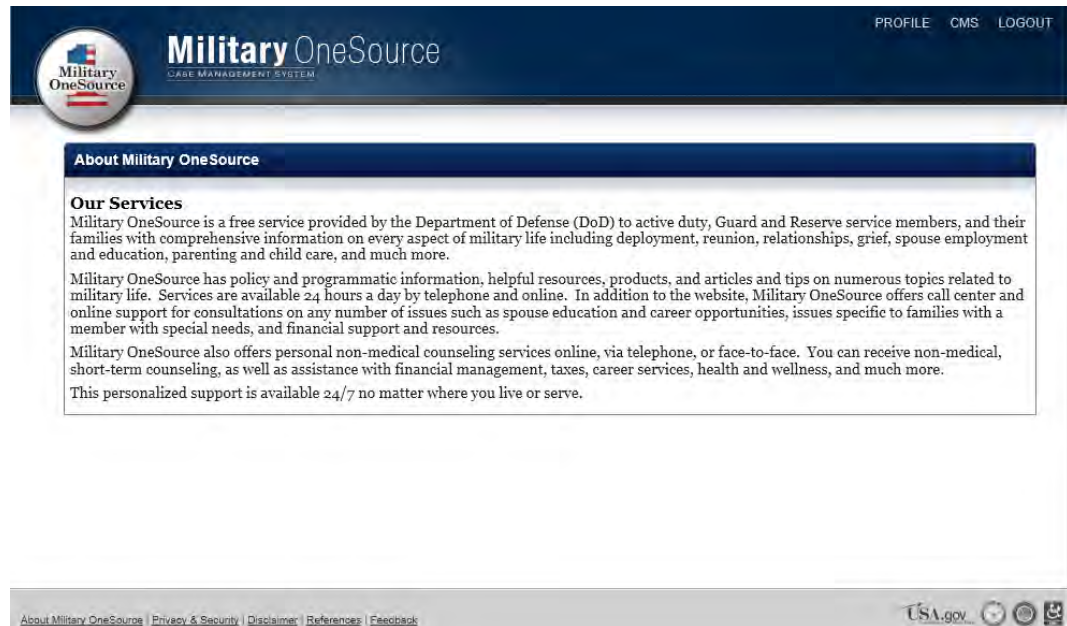 PROFILE CMS LOGOUT
Military OneSource
CASE MANAGEMENT SYSTEM
Military
OneSource
About Military OneSource
Our Services
Military OneSource is a free service provided by the Department of Defense (DoD) to active duty, Guard and Reserve service members, and their
families with comprehensive information on every aspect of military life including deployment, reunion, relationships, grief, spouse employment
and education, parenting and child care, and much more.
Military OneSource has policy and programmatic information, helpful resources, products, and articles and tips on numerous topics related to
military life. Services are available 24 hours a day by telephone and online. In addition to the website, Military OneSource offers call center and
online support for consultations on any number of issues such as spouse education and career opportunities, issues specific to families with a
member with special needs, and financial support and resources.
Military OneSource also offers personal non-medical counseling services online, via telephone, or face-to-face. You can receive non-medical,
short-term counseling, as well as assistance with financial management, taxes, career services, health and wellness, and much more.
This personalized support is available 24/7 no matter where you live or serve.
About Military OneSource | Privacy & Security | Disclaimer | References | Feedback
USA.gov